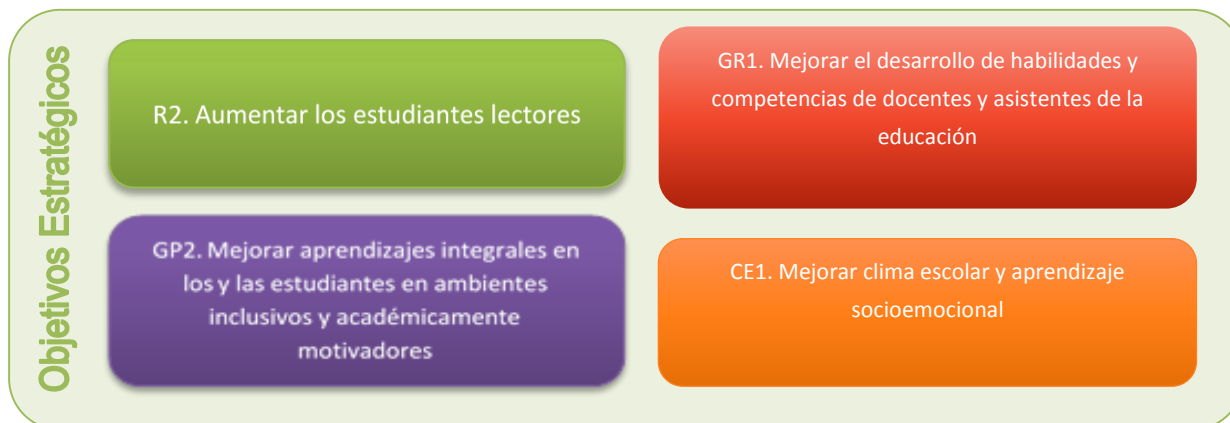 Objetivos Estratégicos
R2. Aumentar los estudiantes lectores
GR1. Mejorar el desarrollo de habilidades y
competencias de docentes y asistentes de la
educación
GP2. Mejorar aprendizajes integrales en
los y las estudiantes en ambientes
inclusivos y académicamente
motivadores
CE1. Mejorar clima escolar y aprendizaje
socioemocional